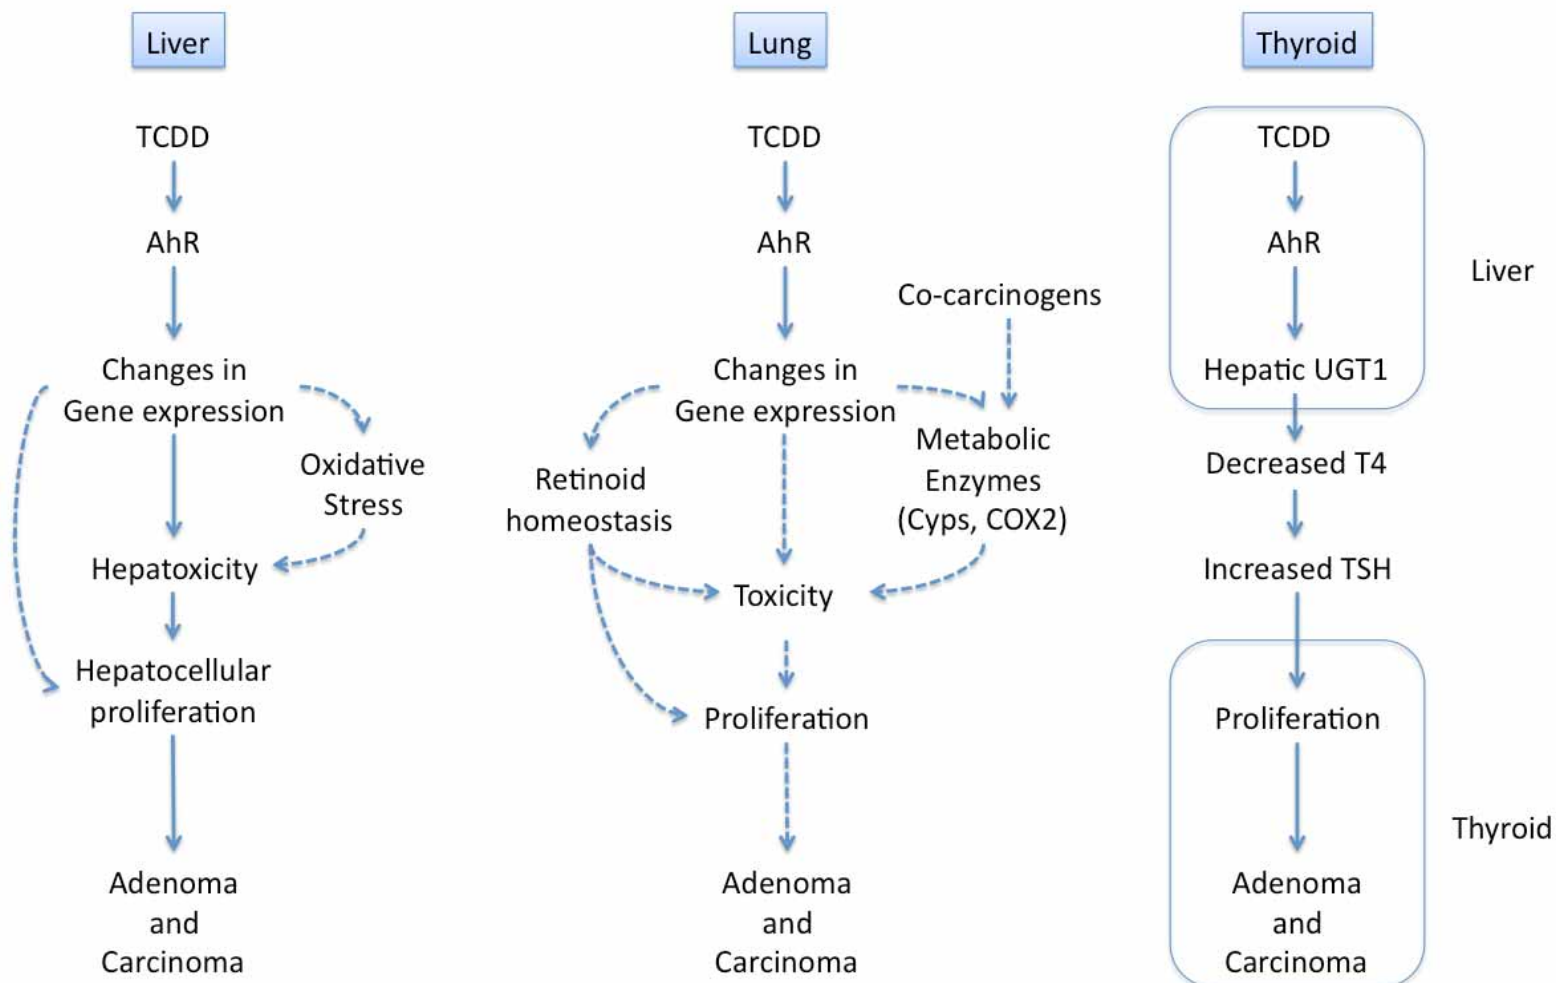 Liver
TCDD
AhR
Changes in
Gene expression
Oxidative
Stress
Hepatoxicity
Hepatocellular
proliferation
Adenoma
and
Carcinoma
Lung
TCDD
AhR
Co-carcinogens
Changes in
Gene expression
Metabolic
Enzymes
(Cyps, COX2)
Retinoid
homeostasis
Toxicity
Proliferation
Adenoma
and
Carcinoma
Thyroid
TCDD
AhR
Liver
Hepatic UGT1
Decreased T4
Increased TSH
Proliferation
Thyroid
Adenoma
and
Carcinoma